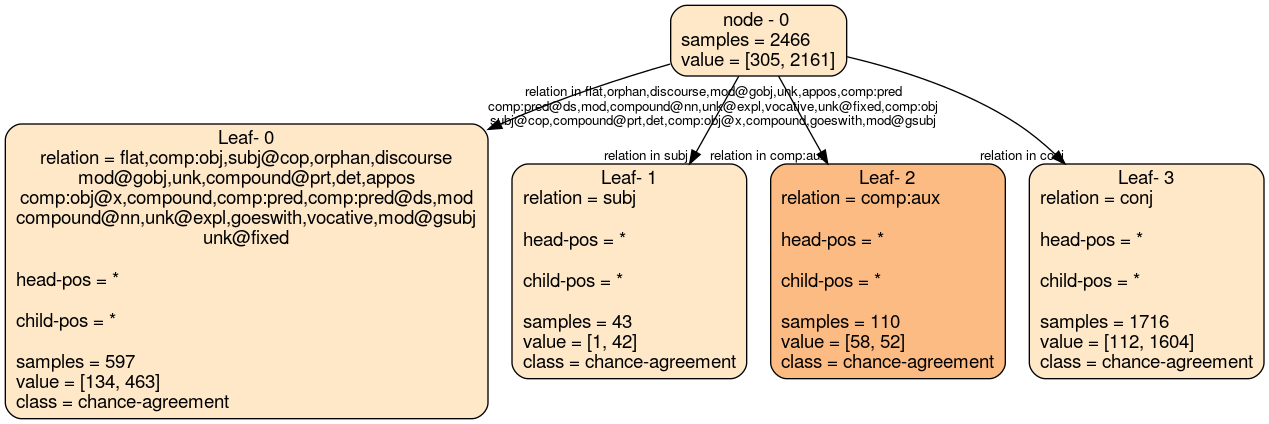 node - 0
samples = 2466
value = [305, 2161]
relation in flat,orphan,discourse,mod@gobj,unk,appos,comp:pred
comp:pred@ds,mod,compound@nn,unk@expl,vocative,unk@fixed,comp:obj
subj@cop,compound@prt,det,comp:obj@x,compound,goeswith,mod@gsubj
relation in subj
relation in comp:aux
relation in conj
Leaf- 0
relation = flat,comp:obj,subj@cop,orphan,discourse
mod@gobj,unk,compound@prt,det,appos
comp:obj@x,compound,comp:pred,comp:pred@ds,mod
compound@nn,unk@expl,goeswith,vocative,mod@gsubj
unk@fixed
head-pos = *
child-pos = *
samples = 597
value = [134, 463]
class = chance-agreement
Leaf- 1
relation = subj
head-pos = *
child-pos = *
samples = 43
value = [1, 42]
class = chance-agreement
Leaf- 2
relation = comp:aux
head-pos = *
child-pos = *
samples = 110
value = [58, 52]
class = chance-agreement
Leaf- 3
relation = conj
head-pos = *
child-pos = *
samples = 1716
value = [112, 1604]
class = chance-agreement